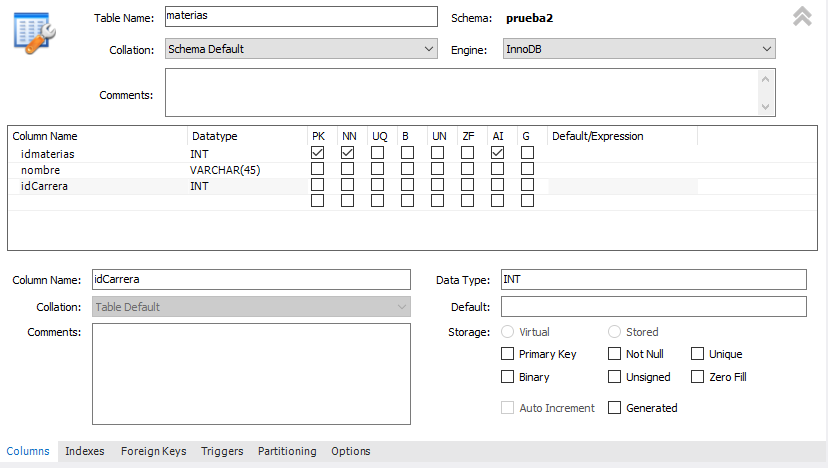 Table Name: materias Schema: prueba2
Collation: Schema Default Engine: InnoDB
Comments:
Column Name Datatype PK NN UQ B UN ZF AI G Default/Expression
idmaterias INT
nombre VARCHAR(45)
idCarrera INT
Column Name: idCarrera Data Type: INT
Collation: Table Default Default:
Comments: Storage: Virtual Stored
Primary Key Not Null Unique
Binary Unsigned Zero Fill
Auto Increment Generated
Columns Indexes Foreign Keys Triggers Partitioning Options